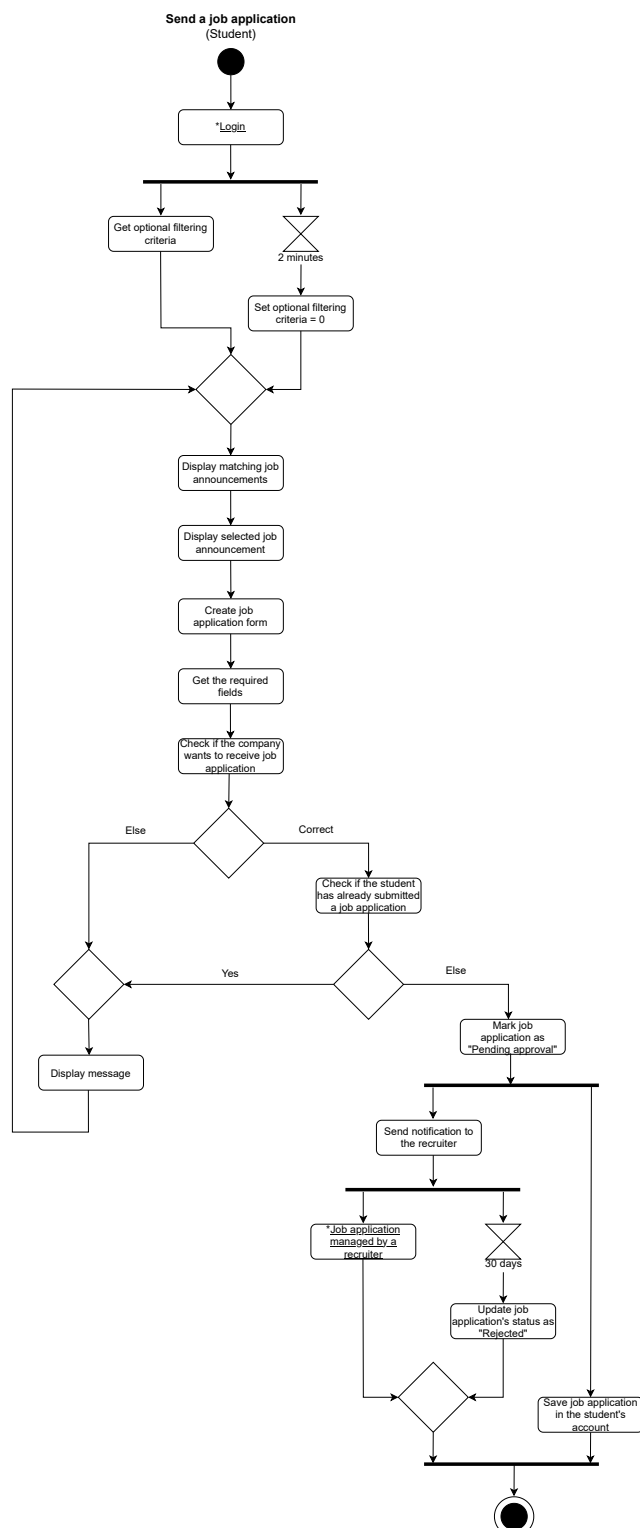 Send a job application
(Student)
*Login
Get optional filtering
criteria
2 minutes
Set optional filtering
criteria = 0
Display matching job
announcements
Display selected job
announcement
Create job
application form
Get the required
fields
Check if the company
wants to receive job
application
Else
Correct
Check if the student
has already submitted
a job application
Yes
Else
Mark job
application as
"Pending approval"
Display message
Send notification to
the recruiter
*Job application
managed by a
recruiter
30 days
Update job
application's status as
"Rejected"
Save job application
in the student's
account